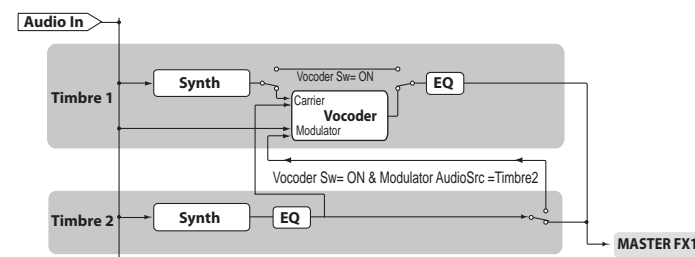 Audio In
Timbre 1
Synth
Vocoder Sw= ON
Carrier
Vocoder
Modulator
EQ
Vocoder Sw= ON & Modulator AudioSrc =Timbre2
Timbre 2
Synth
EQ
MASTER FX1